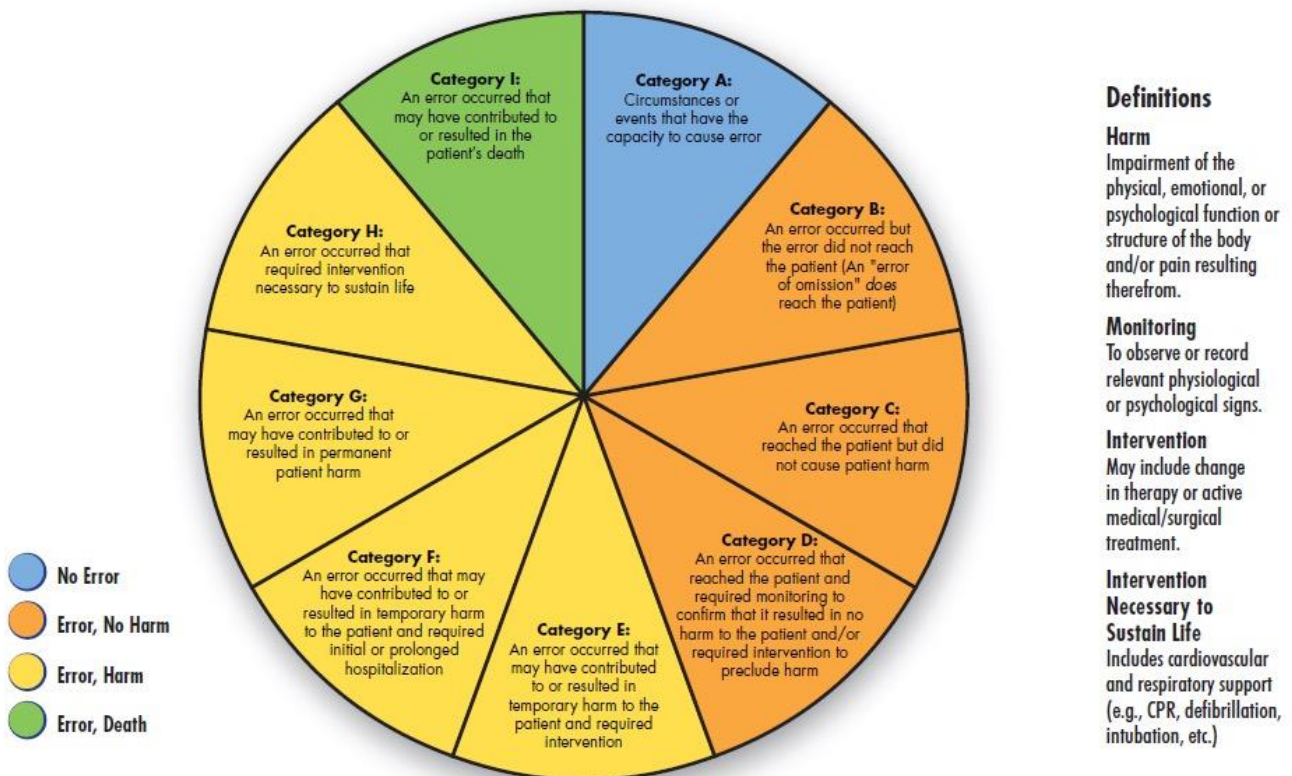 Category I:
An error occurred that
may have contributed to
or resulted in the
patient's death
Category A:
Circumstances or
events that have the
capacity to cause error
Category B:
An error occurred but
the error did not reach
the patient (An "error
of omission" does
reach the patient)
Category C:
An error occurred that
reached the patient but did
not cause patient harm
Category D:
An error occurred that
reached the patient and
required monitoring to
confirm that it resulted in no
harm to the patient and/or
required intervention to
preclude harm
Category E:
An error occurred that
may have contributed
to or resulted in
temporary harm to the
patient and required
intervention
Category F:
An error occurred that may
have contributed to or
resulted in temporary harm
to the patient and required
initial or prolonged
hospitalization
Category G:
An error occurred that
may have contributed to or
resulted in permanent
patient harm
Category H:
An error occurred that
required intervention
necessary to sustain life
No Error
Error, No Harm
Error, Harm
Error, Death
Definitions
Harm
Impairment of the
physical, emotional, or
psychological function or
structure of the body
and/or pain resulting
therefrom.
Monitoring
To observe or record
relevant physiological
or psychological signs.
Intervention
May include change
in therapy or active
medical/surgical
treatment.
Intervention
Necessary to
Sustain Life
Includes cardiovascular
and respiratory support
(e.g., CPR, defibrillation,
intubation, etc.)